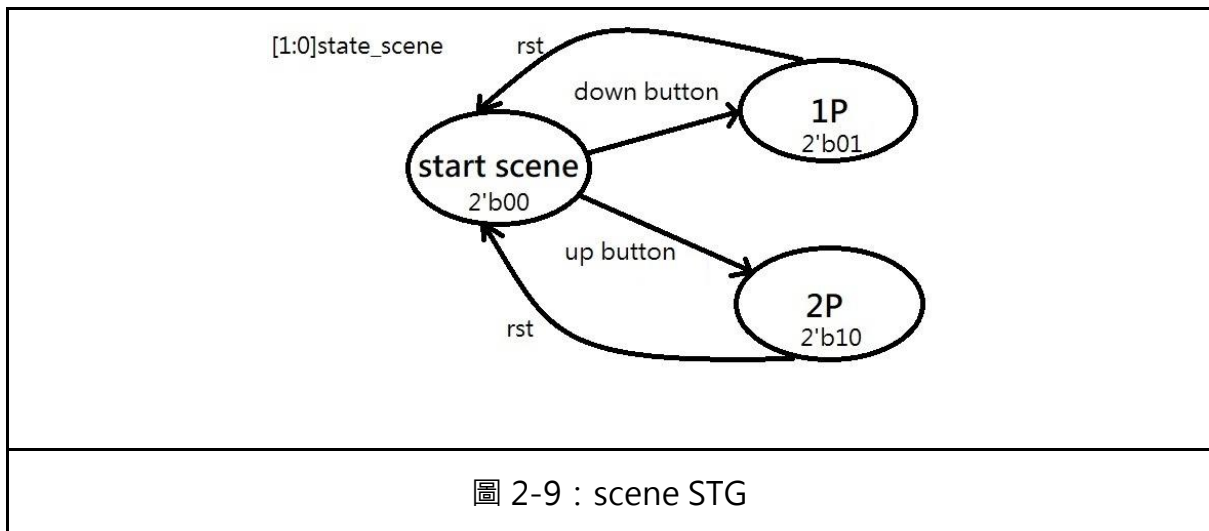 [1:0]state_scene
rst
down button
1P
2'b01
start scene
2'b00
up button
2P
2'b10
rst
圖 2-9：scene STG